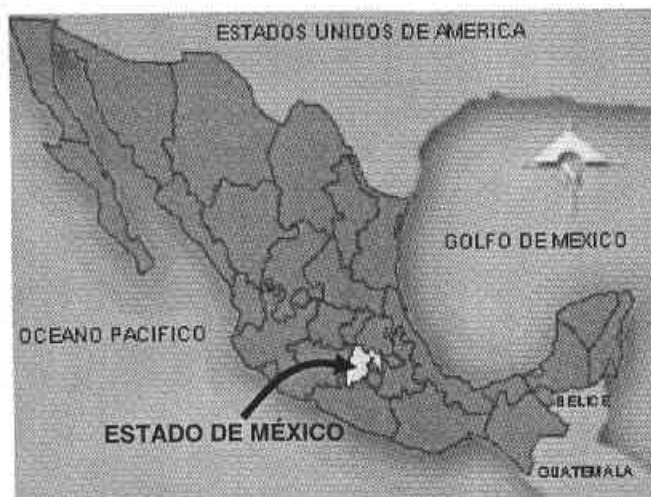 ESTADOS UNIDOS DE AMERICA
GOLFO DE MEXICO
OCEANO PACIFICO
BELICE
ESTADO DE MÉXICO
GUATEMALA